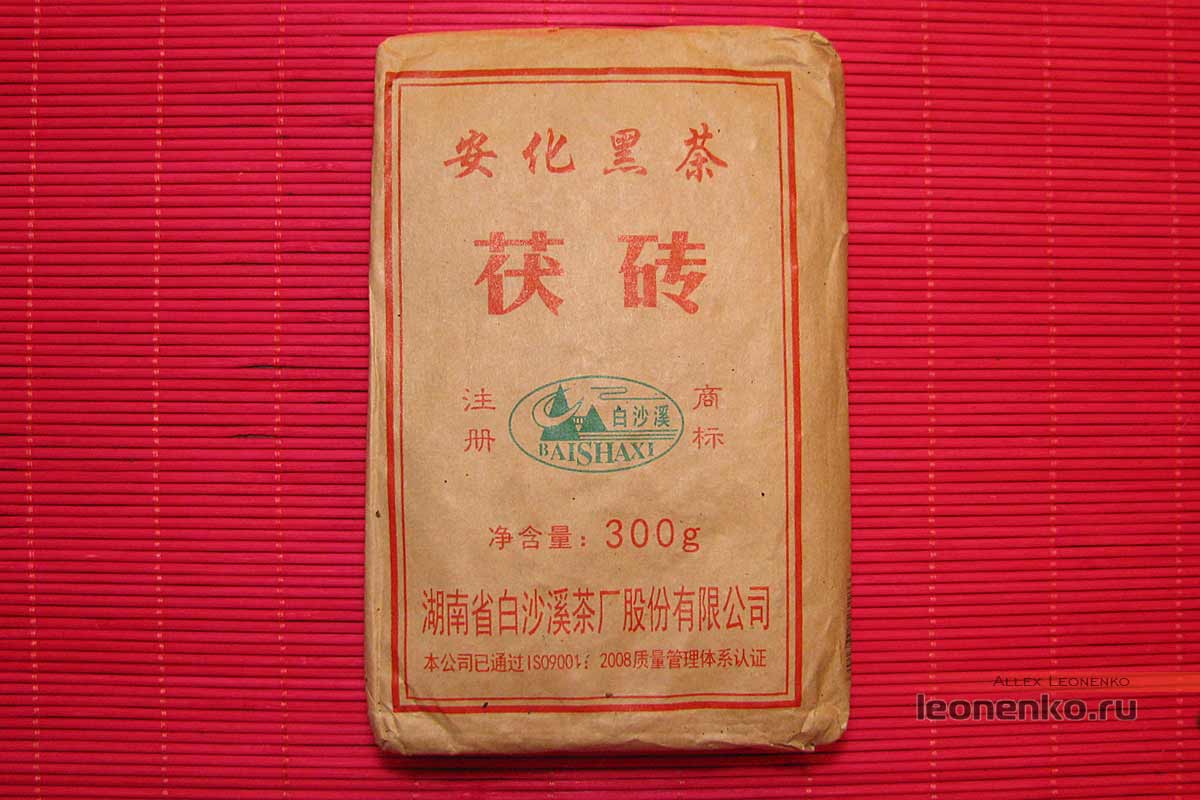 安化黑茶
茯砖
注册
商标
白沙溪
BAISHAXI
净含量：300g
湖南省白沙溪茶厂股份有限公司
本公司已通过ISO9001：2008质量管理体系认证
ALLEX LEONENKO
leonenko.ru